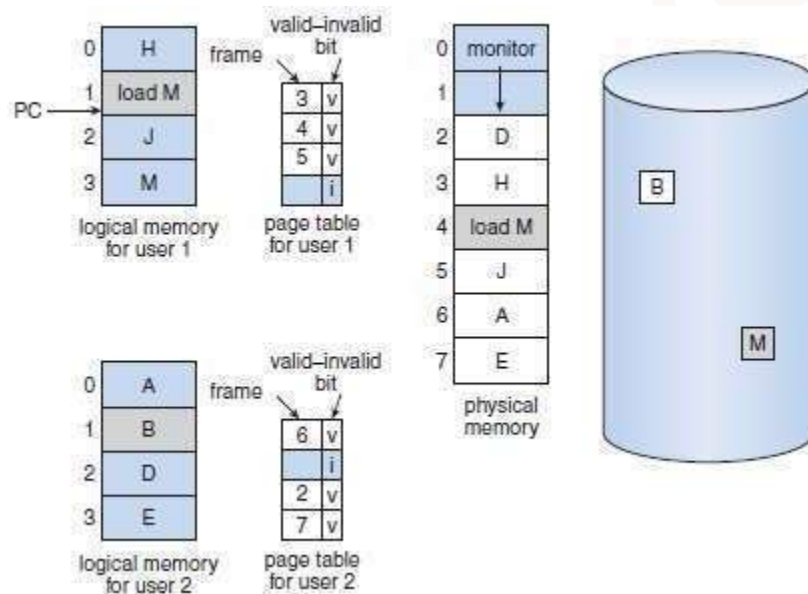 valid–invalid
bit
frame
0 H
1 load M
PC
2 J
3 M
3 v
4 v
5 v
i
logical memory
for user 1
page table
for user 1
0 monitor
1
2 D
3 H
4 load M
5 J
6 A
7 E
physical
memory
B
M
valid–invalid
bit
frame
0 A
1 B
2 D
3 E
6 v
i
2 v
7 v
logical memory
for user 2
page table
for user 2